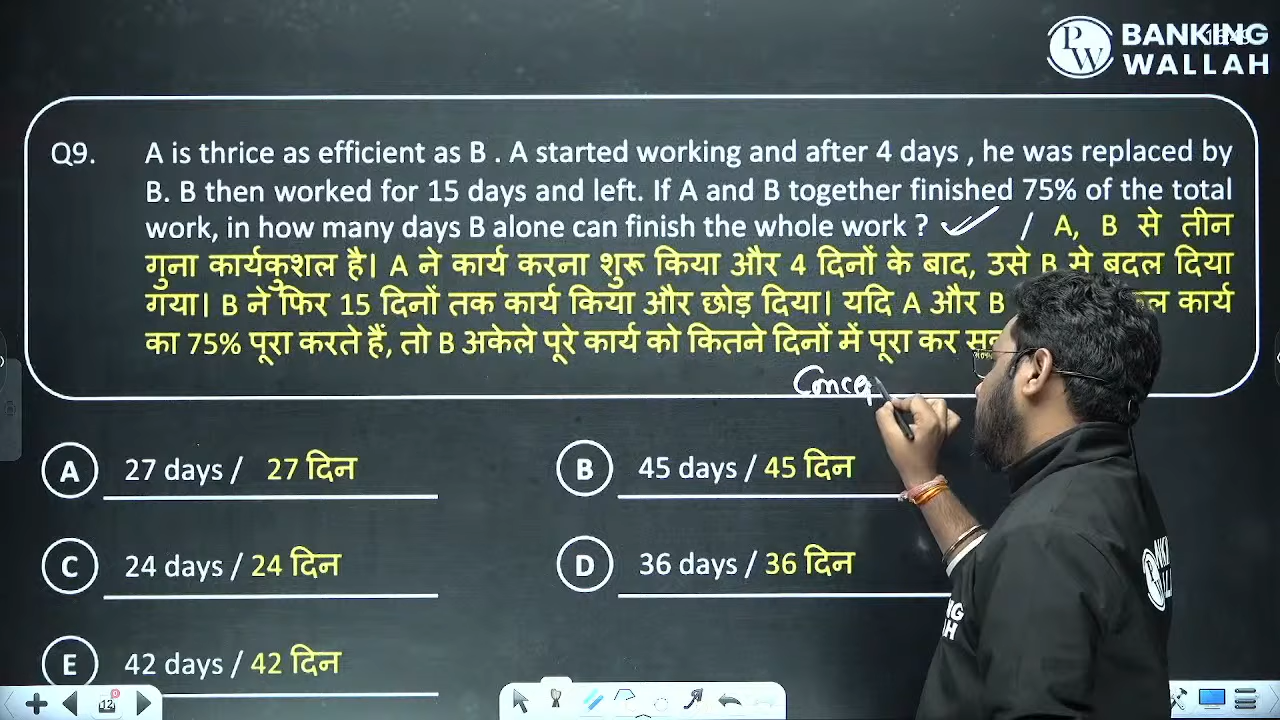 BANKING
WALLAH
Q9. A is thrice as efficient as B . A started working and after 4 days , he was replaced by
B. B then worked for 15 days and left. If A and B together finished 75% of the total
work, in how many days B alone can finish the whole work ? / A, B से तीन
गुना कार्यकुशल है। A ने कार्य करना शुरू किया और 4 दिनों के बाद, उसे B से बदल दिया
गया। B ने फिर 15 दिनों तक कार्य किया और छोड़ दिया। यदि A और B कार्य
का 75% पूरा करते हैं, तो B अकेले पूरे कार्य को कितने दिनों में पूरा कर
Conce
A 27 days / 27 दिन
B 45 days / 45 दिन
C 24 days / 24 दिन
D 36 days / 36 दिन
E 42 days / 42 दिन
12